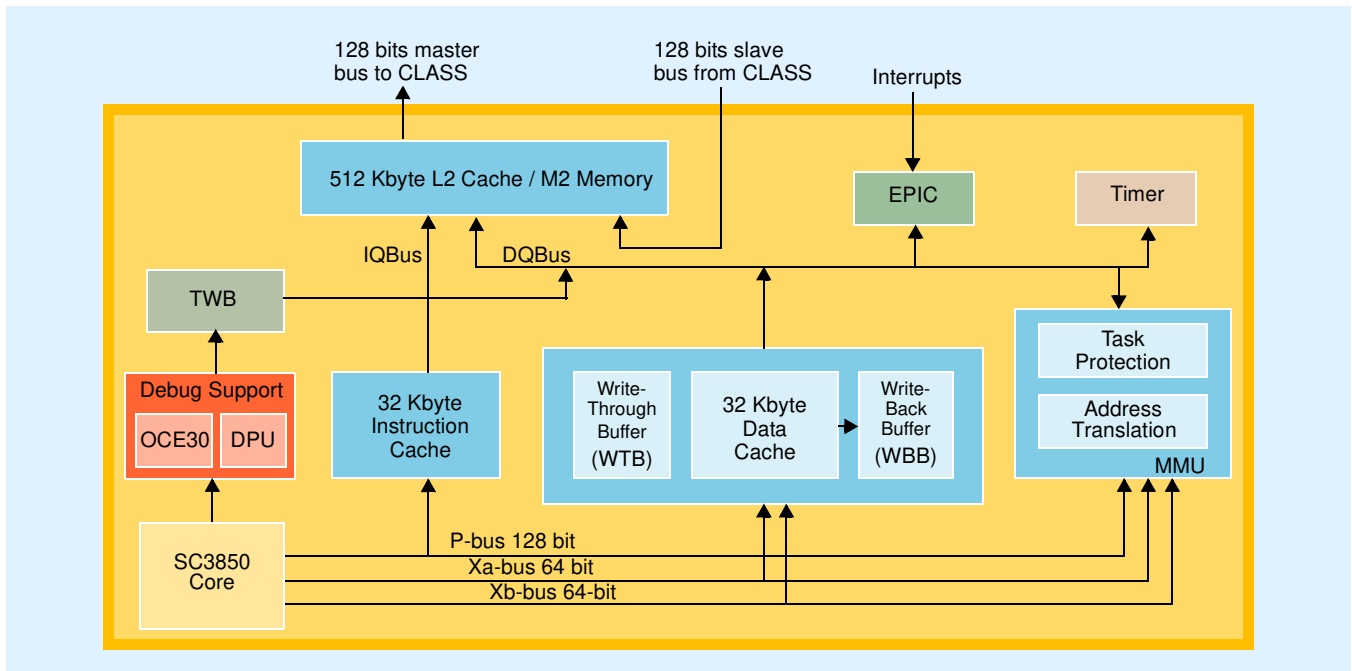 128 bits master
bus to CLASS
128 bits slave
bus from CLASS
Interrupts
512 Kbyte L2 Cache / M2 Memory
EPIC
Timer
IQBus
DQBus
TWB
Task
Protection
Address
Translation
MMU
Debug Support
OCE30
DPU
32 Kbyte
Instruction
Cache
Write-
Through
Buffer
(WTB)
32 Kbyte
Data
Cache
Write-
Back
Buffer
(WBB)
SC3850
Core
P-bus 128 bit
Xa-bus 64 bit
Xb-bus 64-bit